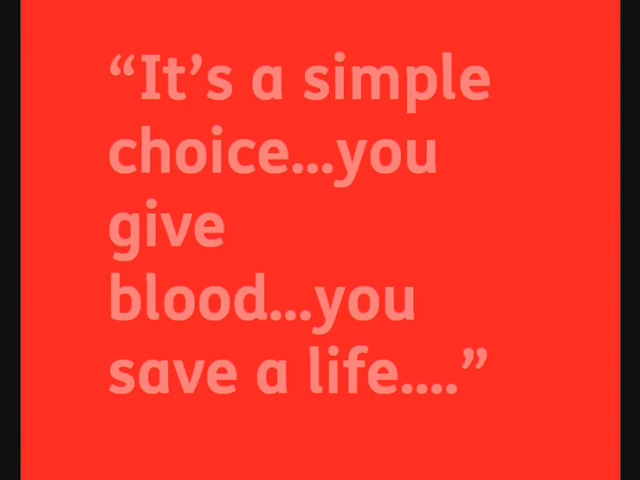 “It’s a simple
choice...you
give
blood...you
save a life....”